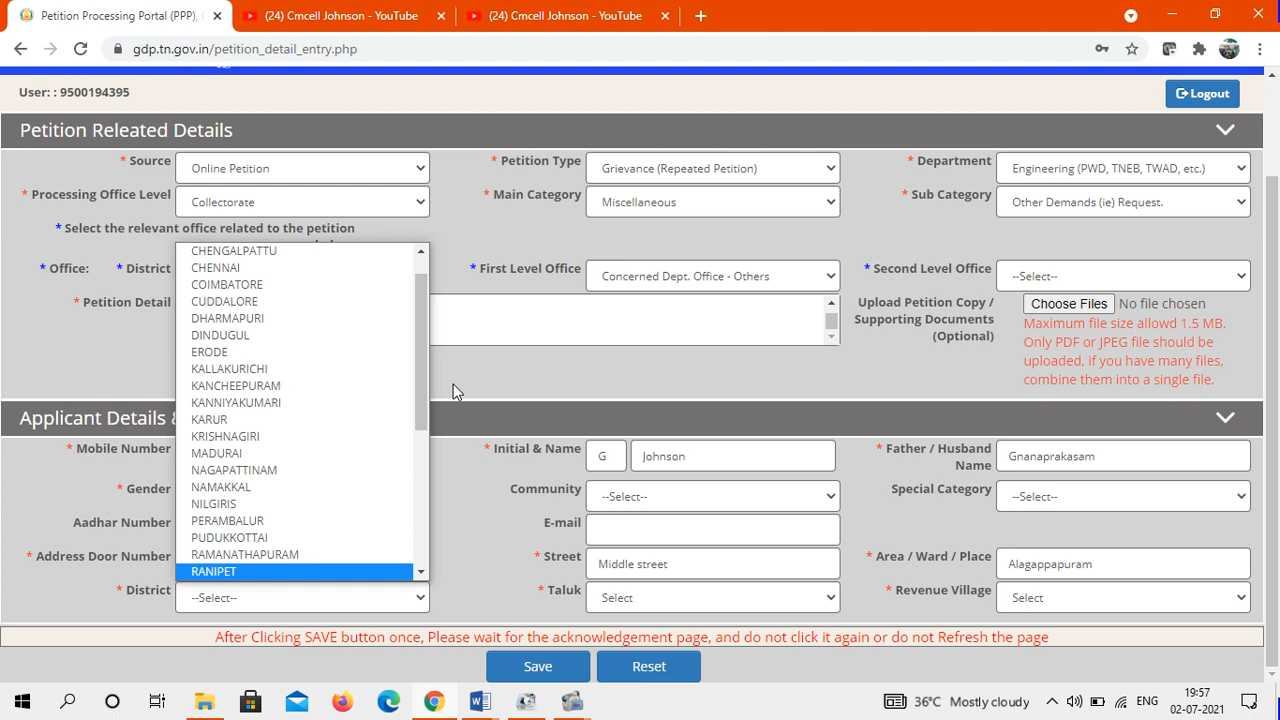 Petition Processing Portal (PPP), (
(24) Cmcell Johnson - YouTube
(24) Cmcell Johnson - YouTube
gdp.tn.gov.in/petition_detail_entry.php
User: : 9500194395
Logout
Petition Releated Details
* Source
Online Petition
* Petition Type
Grievance (Repeated Petition)
* Department
Engineering (PWD, TNEB, TWAD, etc.)
* Processing Office Level
Collectorate
* Main Category
Miscellaneous
* Sub Category
Other Demands (ie) Request.
* Select the relevant office related to the petition
* Office: * District
* First Level Office
Concerned Dept. Office - Others
* Second Level Office
--Select--
* Petition Detail
Upload Petition Copy /
Supporting Documents
(Optional)
Choose Files No file chosen
Maximum file size allowd 1.5 MB.
Only PDF or JPEG file should be
uploaded, if you have many files,
combine them into a single file.
CHENGALPATTU
CHENNAI
COIMBATORE
CUDDALORE
DHARMAPURI
DINDUGUL
ERODE
KALLAKURICHI
KANCHEEPURAM
KANNIYAKUMARI
KARUR
KRISHNAGIRI
MADURAI
NAGAPATTINAM
NAMAKKAL
NILGIRIS
PERAMBALUR
PUDUKKOTTAI
RAMANATHAPURAM
RANIPET
Applicant Details &
* Mobile Number
* Initial & Name
G
Johnson
* Father / Husband
Name
Gnanaprakasam
* Gender
Community
--Select--
Special Category
--Select--
Aadhar Number
E-mail
* Address Door Number
* Street
Middle street
* Area / Ward / Place
Alagappapuram
* District
--Select--
* Taluk
Select
* Revenue Village
Select
After Clicking SAVE button once, Please wait for the acknowledgement page, and do not click it again or do not Refresh the page
Save
Reset
36°C Mostly cloudy
ENG
19:57
02-07-2021